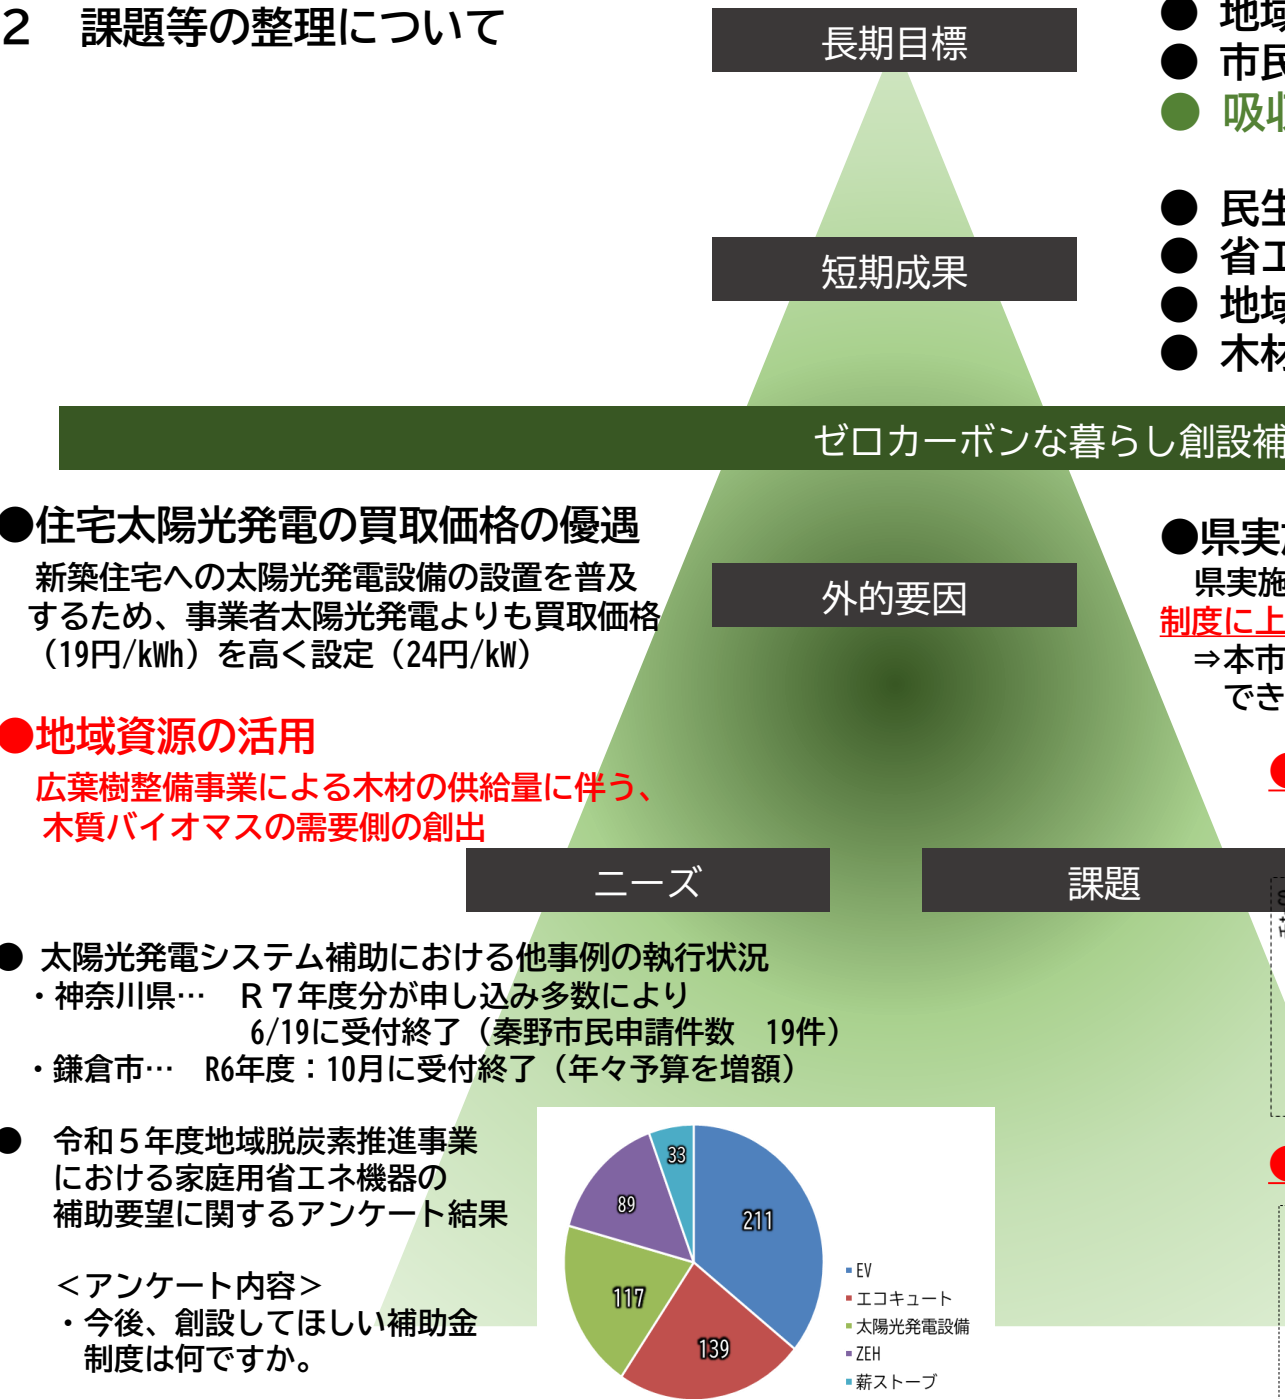 2　課題等の整理について
長期目標
● 地域
● 市民
● 吸収
● 民生
短期成果
● 省エ
● 地域
● 木材
ゼロカーボンな暮らし創設補
●住宅太陽光発電の買取価格の優遇
新築住宅への太陽光発電設備の設置を普及
するため、事業者太陽光発電よりも買取価格
（19円/kWh）を高く設定（24円/kW）
外的要因
●県実施
県実施
制度に上
⇒本市
でき
●地域資源の活用
広葉樹整備事業による木材の供給量に伴う、
木質バイオマスの需要側の創出
ニーズ
課題
● 太陽光発電システム補助における他事例の執行状況
・神奈川県…　Ｒ７年度分が申し込み多数により
6/19に受付終了（秦野市民申請件数　19件）
・鎌倉市…　R6年度：10月に受付終了（年々予算を増額）
●　令和５年度地域脱炭素推進事業
における家庭用省エネ機器の
補助要望に関するアンケート結果
＜アンケート内容＞
・今後、創設してほしい補助金
制度は何ですか。
33
89
211
117
139
EV
エコキュート
太陽光発電設備
ZEH
薪ストーブ